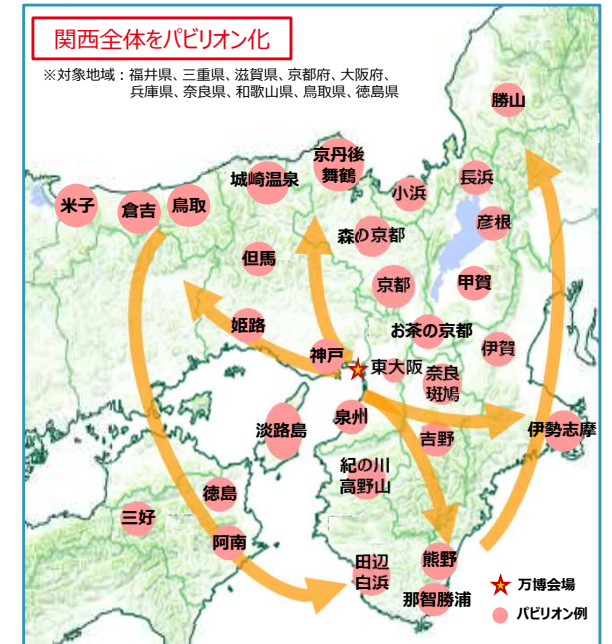 関西全体をパビリオン化
※対象地域：福井県、三重県、滋賀県、京都府、大阪府、
兵庫県、奈良県、和歌山県、鳥取県、徳島県
勝山
京丹後
舞鶴
城崎温泉
小浜
長浜
米子
倉吉
鳥取
彦根
森の京都
但馬
京都
甲賀
姫路
お茶の京都
神戸
東大阪
伊賀
奈良
斑鳩
淡路島
泉州
吉野
伊勢志摩
紀の川
高野山
徳島
三好
阿南
田辺
白浜
熊野
那智勝浦
万博会場
パビリオン例